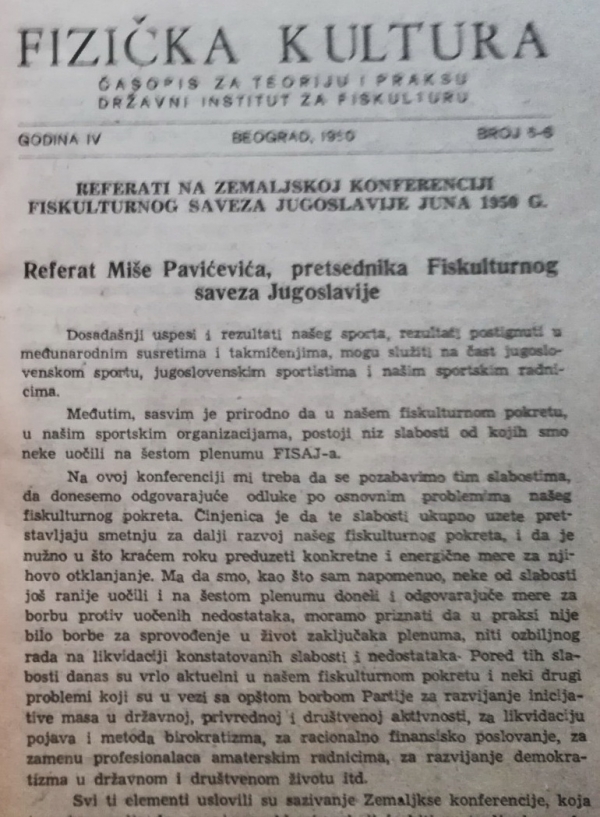 FIZIČKA KULTURA
ČASOPIS ZA TEORIJU I PRAKSU
DRŽAVNI INSTITUT ZA FISKULTURU
GODINA IV BEOGRAD, 1950 BROJ 5-6
REFERATI NA ZEMALJSKOJ KONFERENCIJI
FISKULTURNOG SAVEZA JUGOSLAVIJE JUNA 1950 G.
Referat Miše Pavićevića, pretsednika Fiskulturnog
saveza Jugoslavije
Dosadašnji uspesi i rezultati našeg sporta, rezultati postignuti u
međunarodnim susretima i takmičenjima, mogu služiti na čast jugoslo-
venskom sportu, jugoslovenskim sportistima i našim sportskim radni-
cima.
Međutim, sasvim je prirodno da u našem fiskulturnom pokretu,
u našim sportskim organizacijama, postoji niz slabosti od kojih smo
neke uočili na šestom plenumu FISAJ-a.
Na ovoj konferenciji mi treba da se pozabavimo tim slabostima,
da donesemo odgovarajuće odluke po osnovnim problemima našeg
fiskulturnog pokreta. Činjenica je da te slabosti ukupno uzete pret-
stavljaju smetnju za dalji razvoj našeg fiskulturnog pokreta, i da je
nužno u što kraćem roku preduzeti konkretne i energične mere za nji-
hovo otklanjanje. Ma da smo, kao što sam napomenuo, neke od slabosti
još ranije uočili i na šestom plenumu doneli i odgovarajuće mere za
borbu protiv uočenih nedostataka, moramo priznati da u praksi nije
bilo borbe za sprovođenje u život zaključaka plenuma, niti ozbiljnog
rada na likvidaciji konstatovanih slabosti i nedostataka. Pored tih sla-
bosti danas su vrlo aktuelni u našem fiskulturnom pokretu i neki drugi
problemi koji su u vezi sa opštom borbom Partije za razvijanje inicija-
tive masa u državnoj, privrednoj i društvenoj aktivnosti, za likvidaciju
pojava i metoda birokratizma, za racionalno finansisko poslovanje, za
zamenu profesionalaca amaterskim radnicima, za razvijanje demokra-
tizma u državnom i društvenom životu itd.
Svi ti elementi uslovili su sazivanje Zemaljkse konferencije, koja